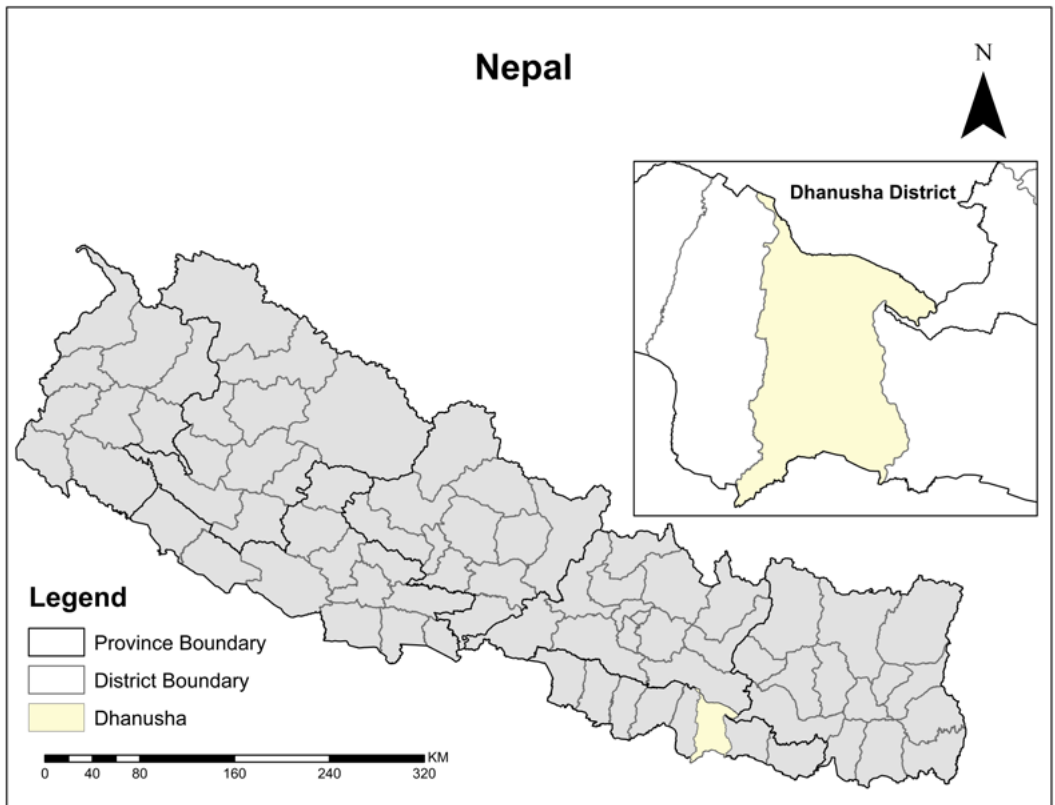 Nepal
N
Dhanusha District
Legend
Province Boundary
District Boundary
Dhanusha
KM
0 40 80 160 240 320